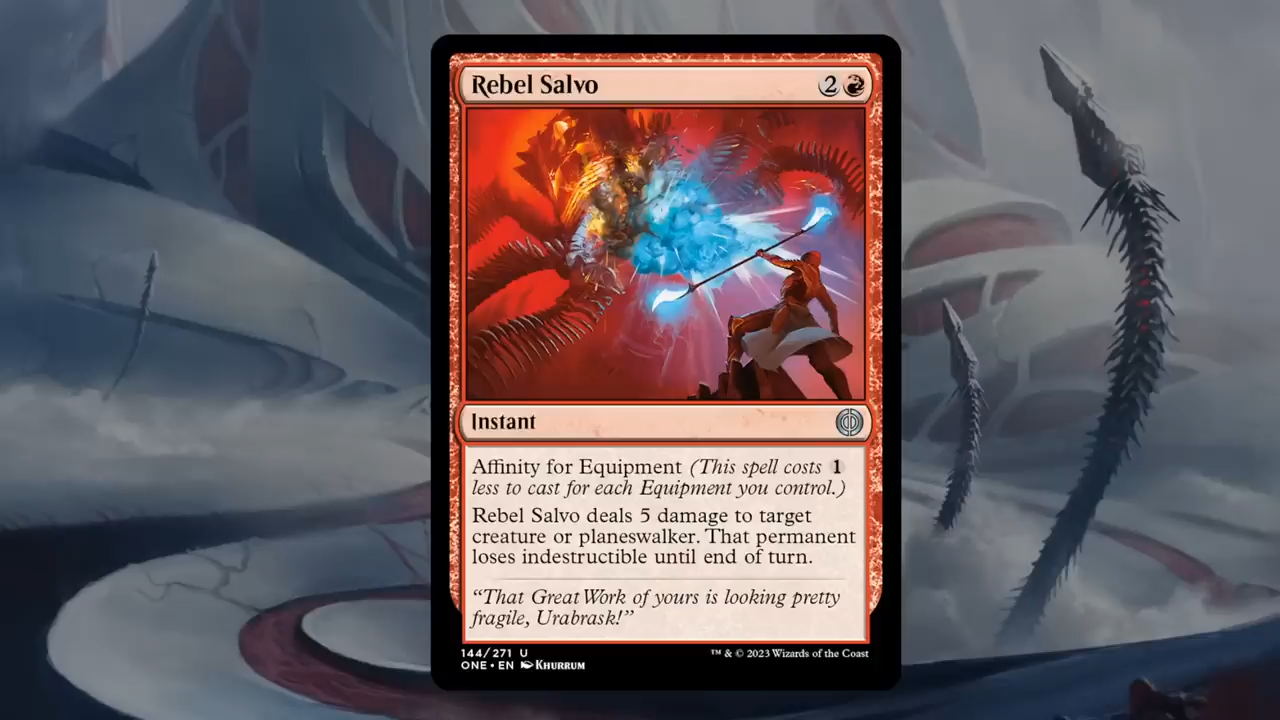 Rebel Salvo 2
Instant
Affinity for Equipment (This spell costs 1
less to cast for each Equipment you control.)
Rebel Salvo deals 5 damage to target
creature or planeswalker. That permanent
loses indestructible until end of turn.
“That Great Work of yours is looking pretty
fragile, Urabrask!”
144/271 U
™ & © 2023 Wizards of the Coast
ONE • EN Khurrum